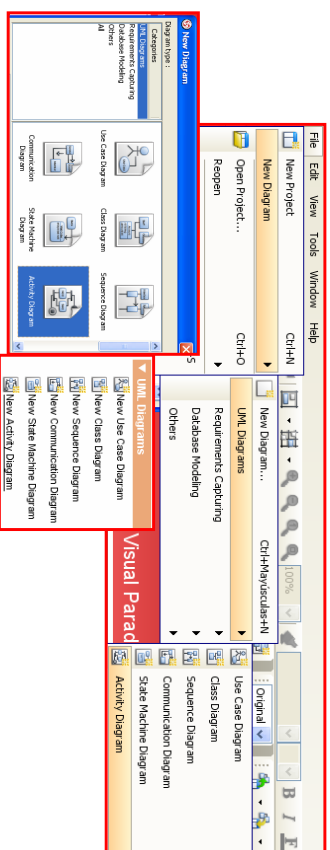 File Edit View Tools Window Help
New Project Ctrl+N
New Diagram
Open Project... Ctrl+O
Reopen
100%
Original
B I
New Diagram... Ctrl+Mayúsculas+N
UML Diagrams
Requirements Capturing
Database Modeling
Others
Use Case Diagram
Class Diagram
Sequence Diagram
Communication Diagram
State Machine Diagram
Activity Diagram
Visual Parad
New Diagram
Diagram type :
Categories
UML Diagrams
Requirements Capturing
Database Modeling
Others
All
Use Case Diagram
Class Diagram
Sequence Diagram
Communication
Diagram
State Machine
Diagram
Activity Diagram
S
UML Diagrams
New Use Case Diagram
New Class Diagram
New Sequence Diagram
New Communication Diagram
New State Machine Diagram
New Activity Diagram